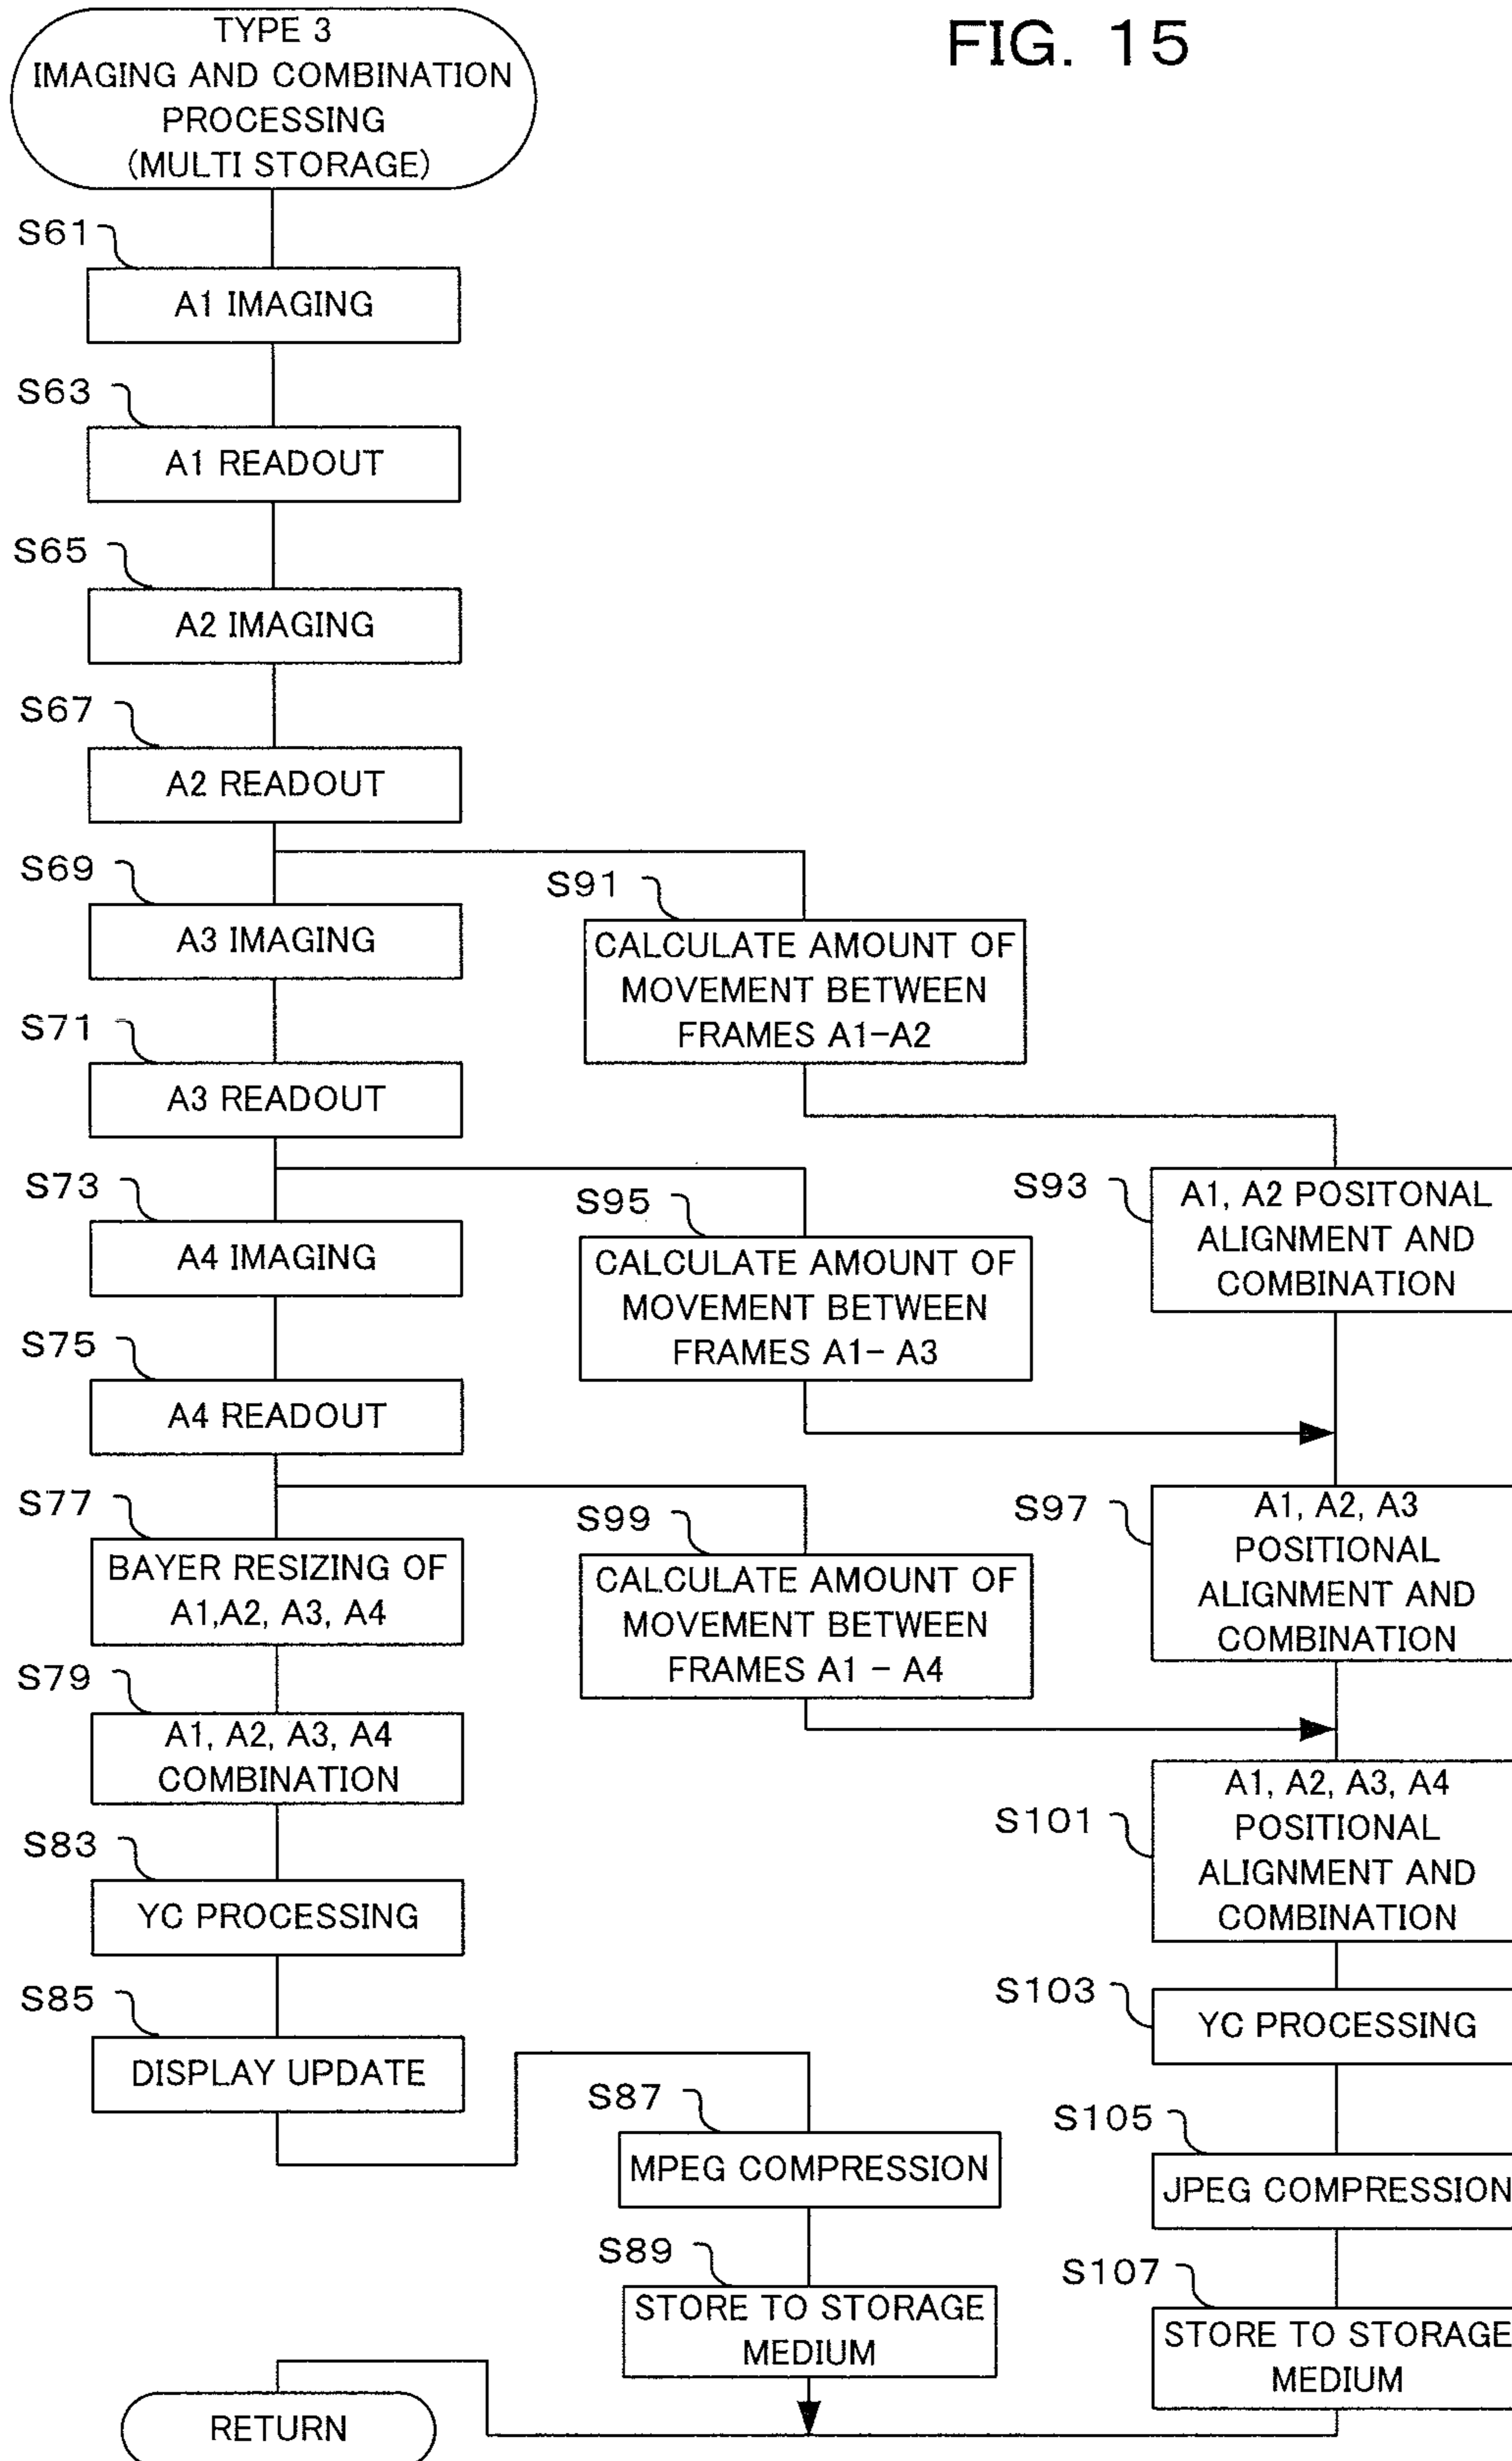 FIG. 15
TYPE 3
IMAGING AND COMBINATION
PROCESSING
(MULTI STORAGE)
S61
A1 IMAGING
S63
A1 READOUT
S65
A2 IMAGING
S67
A2 READOUT
S69
A3 IMAGING
S71
A3 READOUT
S73
A4 IMAGING
S75
A4 READOUT
S77
BAYER RESIZING OF
A1,A2, A3, A4
S79
A1, A2, A3, A4
COMBINATION
S83
YC PROCESSING
S85
DISPLAY UPDATE
S91
CALCULATE AMOUNT OF
MOVEMENT BETWEEN
FRAMES A1-A2
S95
CALCULATE AMOUNT OF
MOVEMENT BETWEEN
FRAMES A1- A3
S99
CALCULATE AMOUNT OF
MOVEMENT BETWEEN
FRAMES A1 - A4
S87
MPEG COMPRESSION
S89
STORE TO STORAGE
MEDIUM
S93
A1, A2 POSITONAL
ALIGNMENT AND
COMBINATION
S97
A1, A2, A3
POSITIONAL
ALIGNMENT AND
COMBINATION
S101
A1, A2, A3, A4
POSITIONAL
ALIGNMENT AND
COMBINATION
S103
YC PROCESSING
S105
JPEG COMPRESSION
S107
STORE TO STORAGE
MEDIUM
RETURN